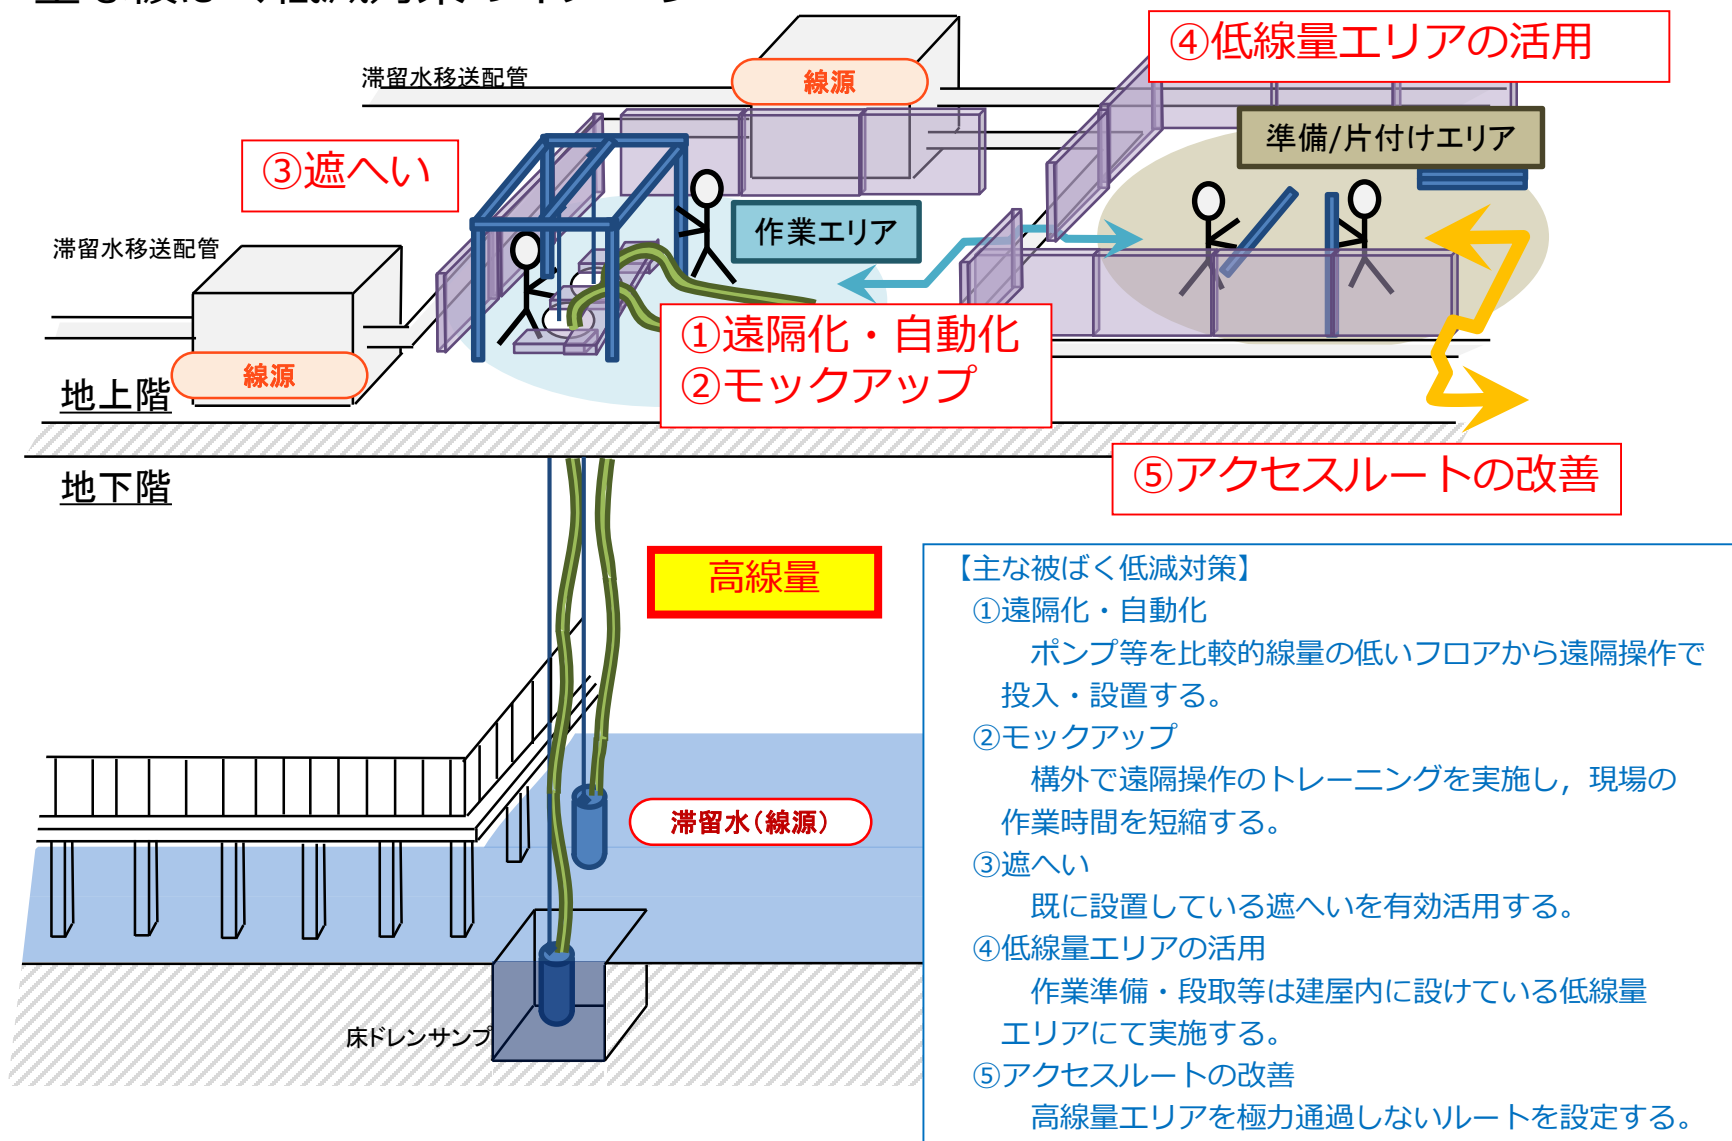 ④低線量エリアの活用
滞留水移送配管
線源
準備/片付けエリア
③遮へい
作業エリア
滞留水移送配管
①遠隔化・自動化
②モックアップ
線源
地上階
⑤アクセスルートの改善
地下階
高線量
滞留水（線源）
床ドレンサンプ
【主な被ばく低減対策】
①遠隔化・自動化
ポンプ等を比較的線量の低いフロアから遠隔操作で
投入・設置する。
②モックアップ
構外で遠隔操作のトレーニングを実施し，現場の
作業時間を短縮する。
③遮へい
既に設置している遮へいを有効活用する。
④低線量エリアの活用
作業準備・段取等は建屋内に設けている低線量
エリアにて実施する。
⑤アクセスルートの改善
高線量エリアを極力通過しないルートを設定する。